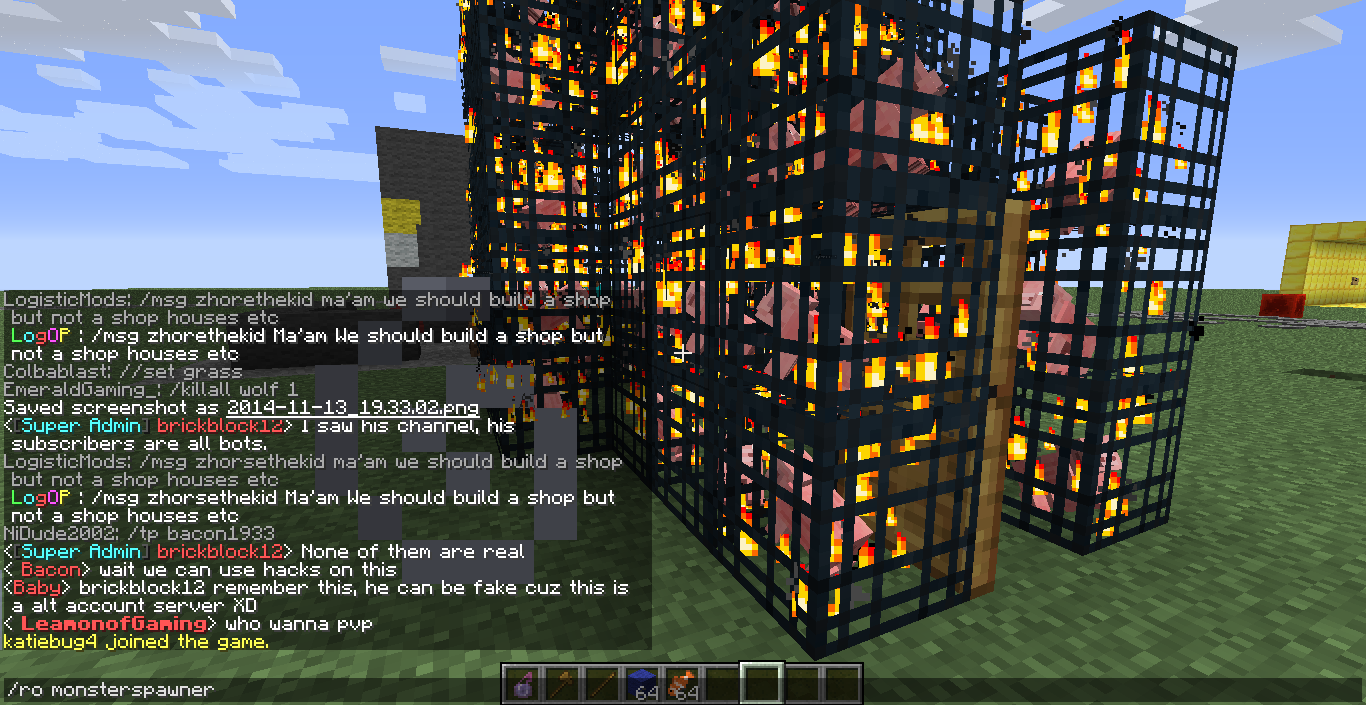 LogisticMods: /msg zhorethekid ma'am we should build a shop
but not a shop houses etc
LogOP : /msg zhorethekid Ma'am We should build a shop but
not a shop houses etc
Colbablast: //set grass
EmeraldGaming_: /killall wolf 1
Saved screenshot as 2014-11-13_19.33.02.png
<[Super Admin] brickblock12> I saw his channel, his
subscribers are all bots.
LogisticMods: /msg zhorsethekid ma'am we should build a shop
but not a shop houses etc
LogOP : /msg zhorsethekid Ma'am We should build a shop but
not a shop houses etc
NiDude2002: /tp bacon1933
<[Super Admin] brickblock12> None of them are real
< Bacon> wait we can use hacks on this
<Baby> brickblock12 remember this, he can be fake cuz this is
a alt account server XD
< LeamonofGaming> who wanna pvp
katiebug4 joined the game.
64 64
/ro monsterspawner